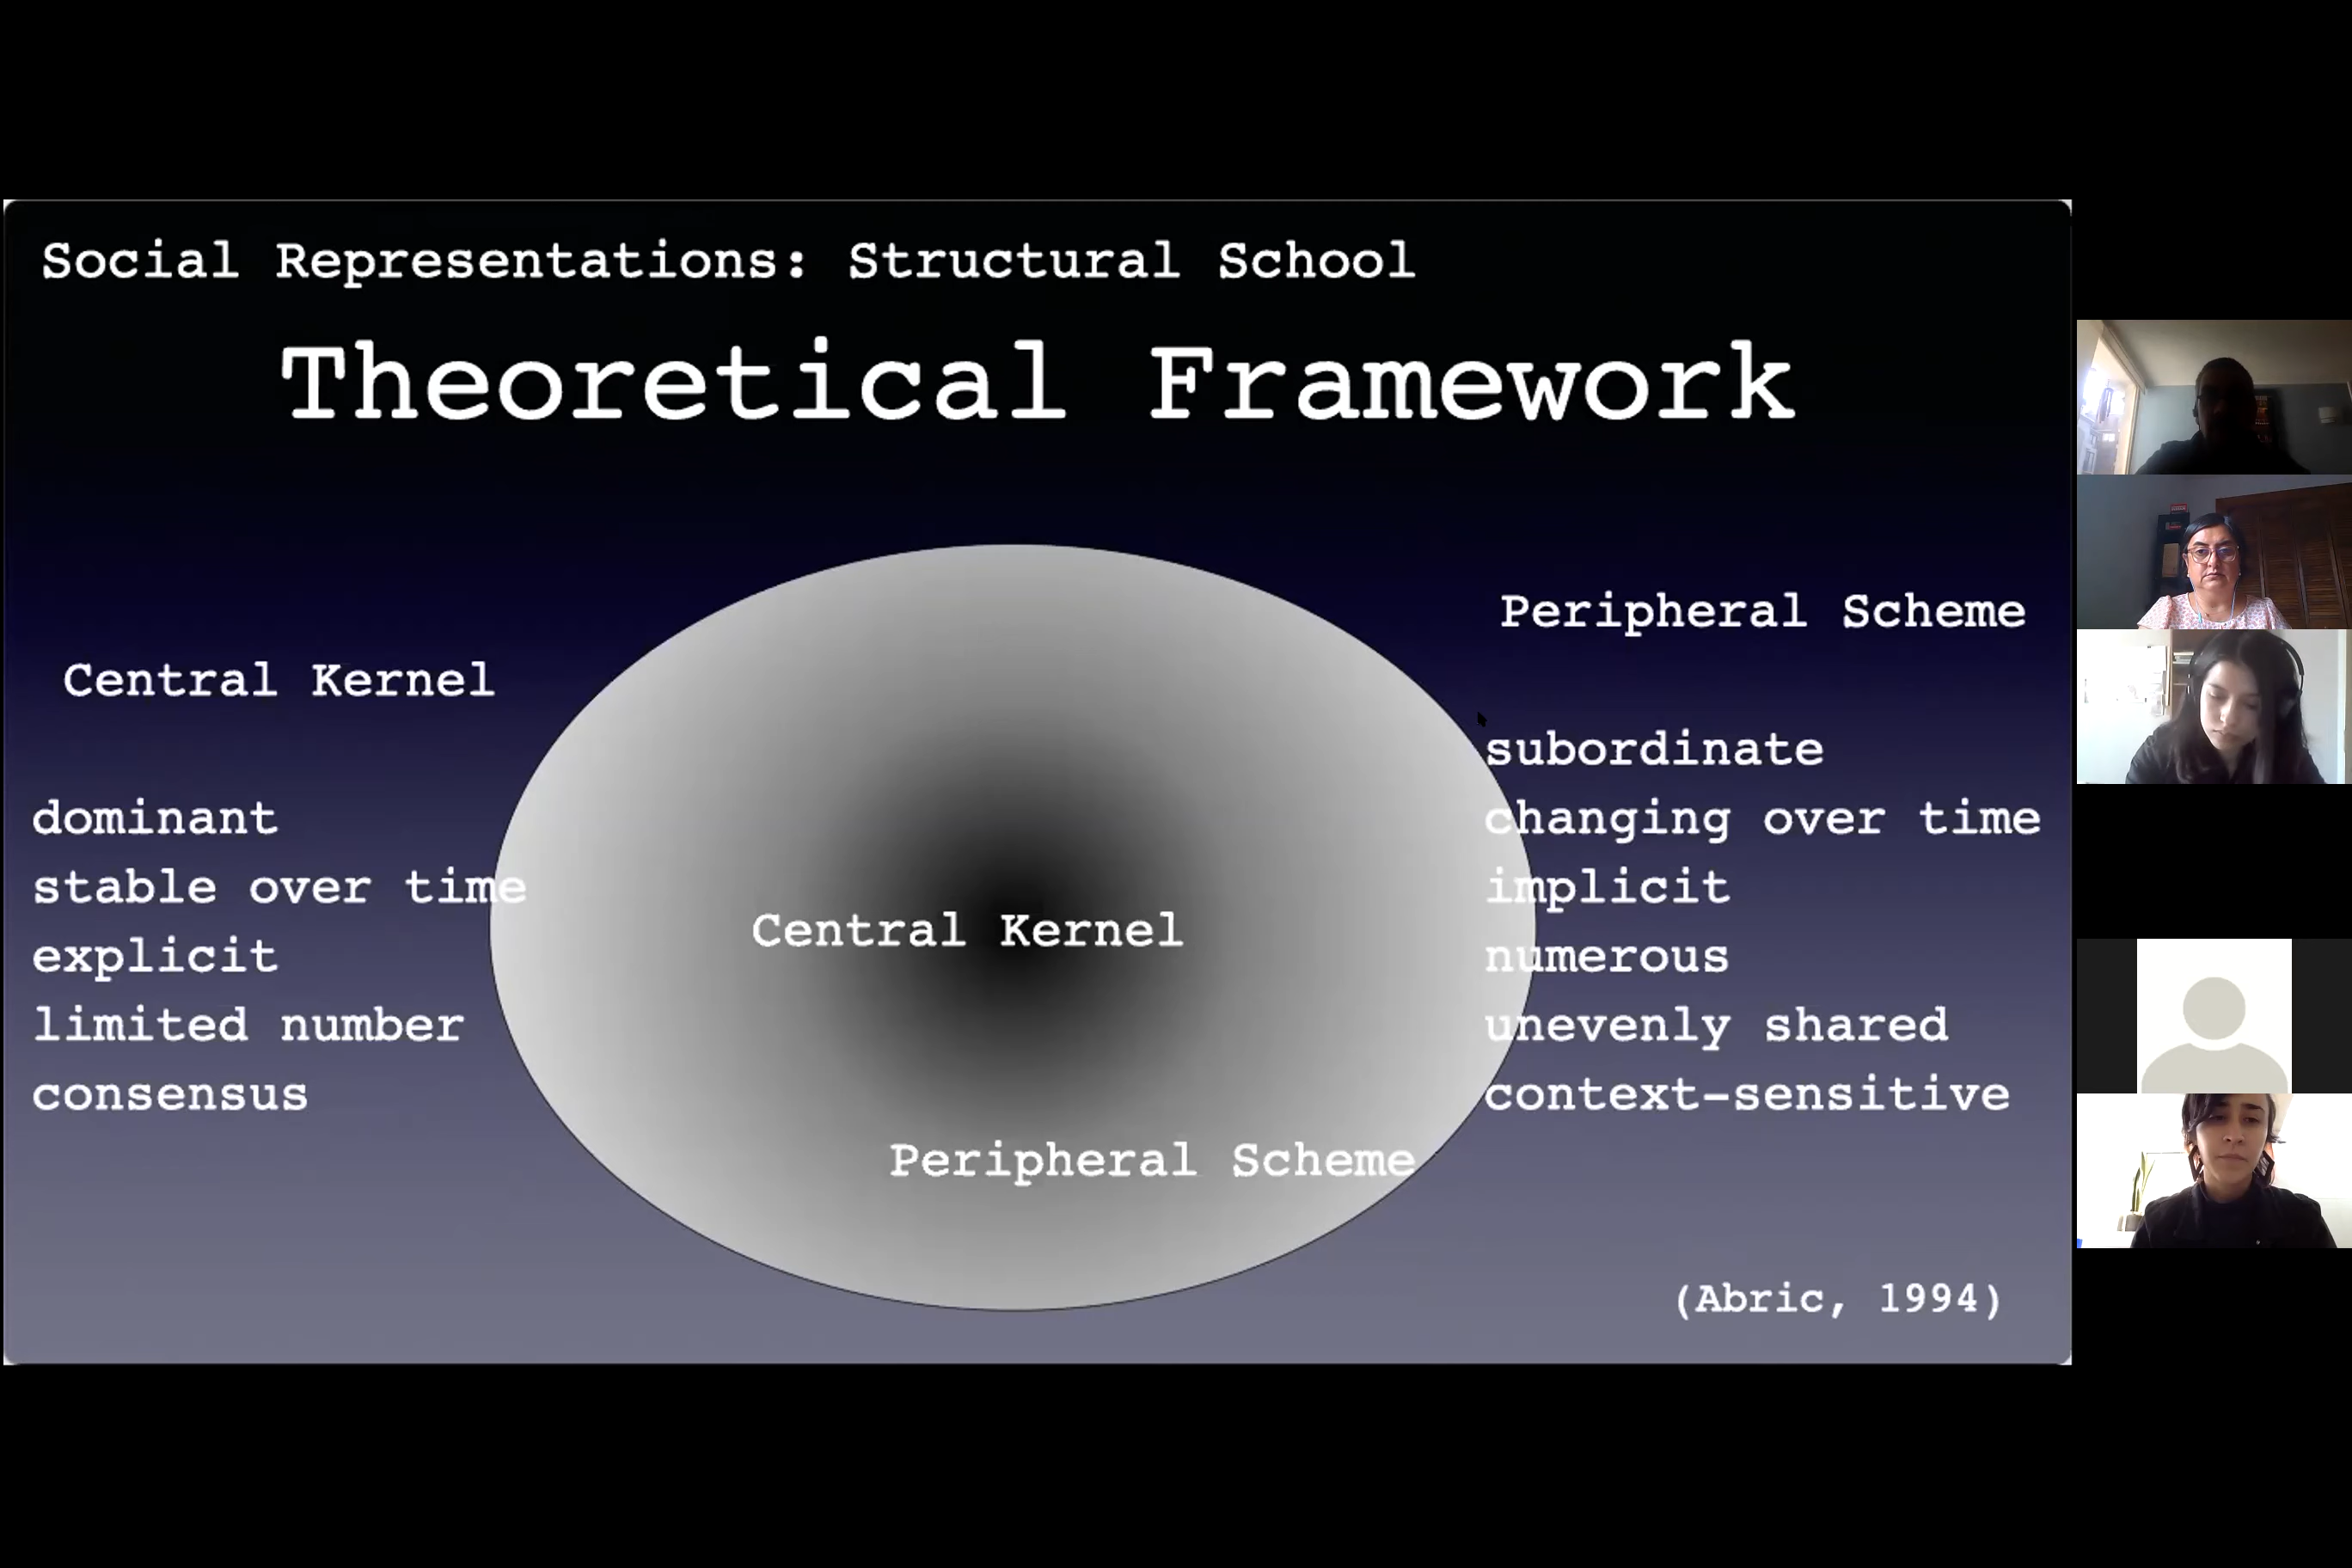 Social Representations: Structural School
Theoretical Framework
Central Kernel
dominant
stable over time
explicit
limited number
consensus
Central Kernel
Peripheral Scheme
Peripheral Scheme
subordinate
changing over time
implicit
numerous
unevenly shared
context-sensitive
(Abric, 1994)